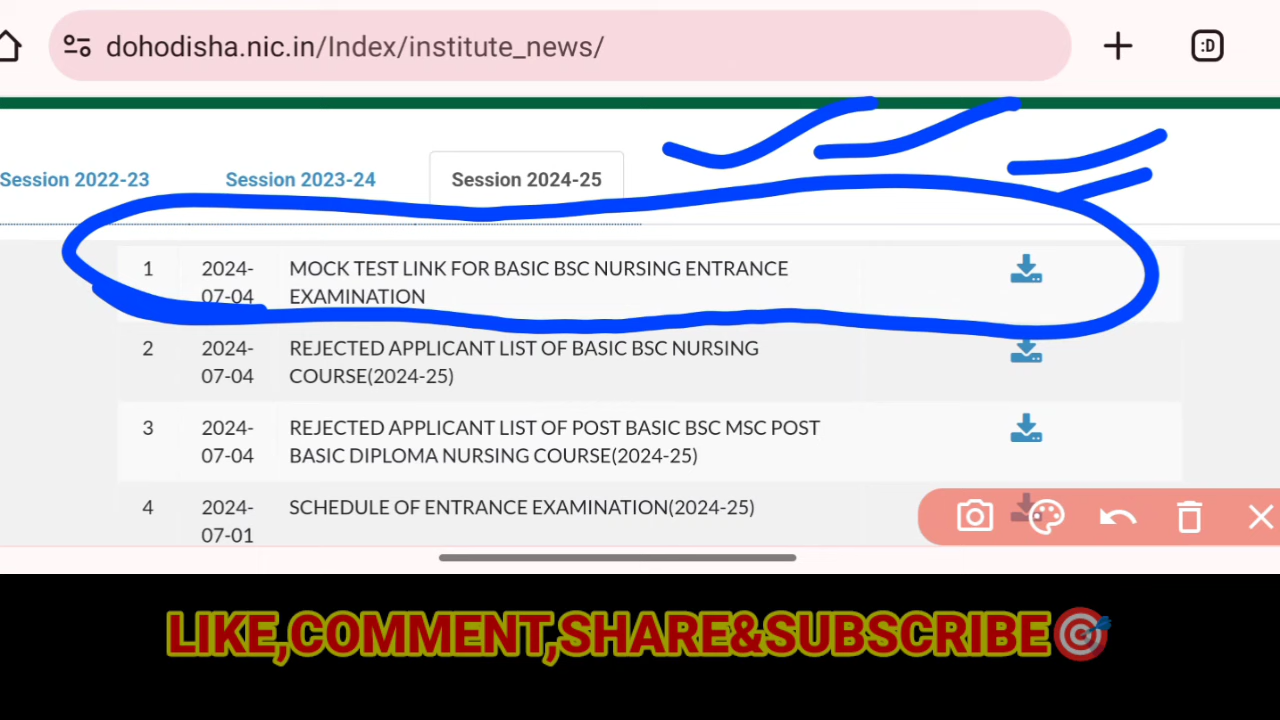 dohodisha.nic.in/Index/institute_news/
:D
Session 2022-23 Session 2023-24 Session 2024-25
1 2024- MOCK TEST LINK FOR BASIC BSC NURSING ENTRANCE
07-04 EXAMINATION
2 2024- REJECTED APPLICANT LIST OF BASIC BSC NURSING
07-04 COURSE(2024-25)
3 2024- REJECTED APPLICANT LIST OF POST BASIC BSC MSC POST
07-04 BASIC DIPLOMA NURSING COURSE(2024-25)
4 2024- SCHEDULE OF ENTRANCE EXAMINATION(2024-25)
07-01
LIKE,COMMENT,SHARE&SUBSCRIBE🎯